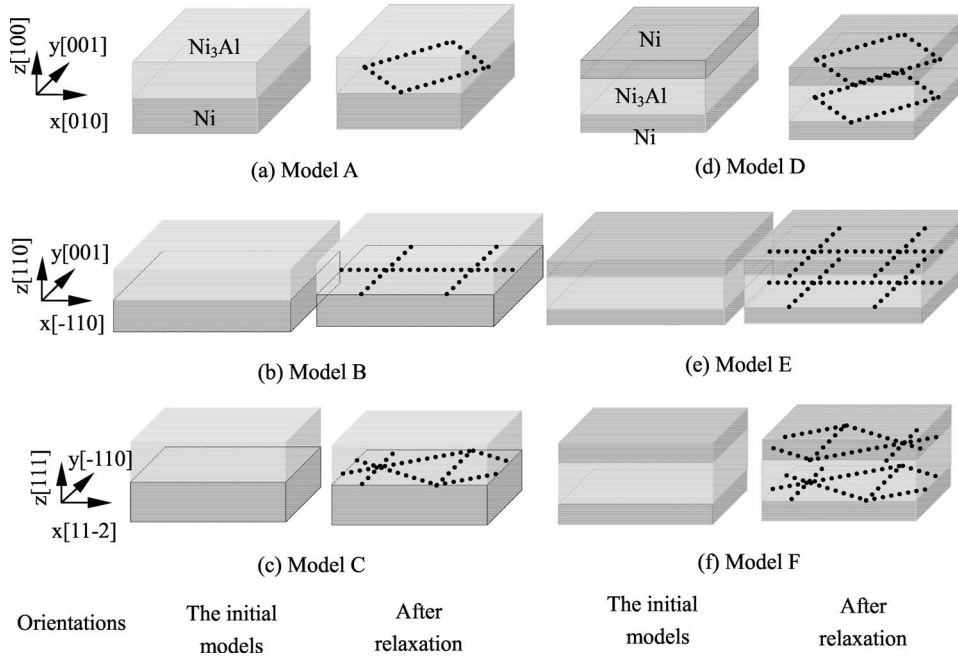 z[100]
y[001]
x[010]
Ni₃Al
Ni
(a) Model A
Ni
Ni₃Al
Ni
(d) Model D
z[110]
y[001]
x[-110]
(b) Model B
(e) Model E
z[111]
y[-110]
x[11-2]
(c) Model C
(f) Model F
Orientations
The initial
models
After
relaxation
The initial
models
After
relaxation